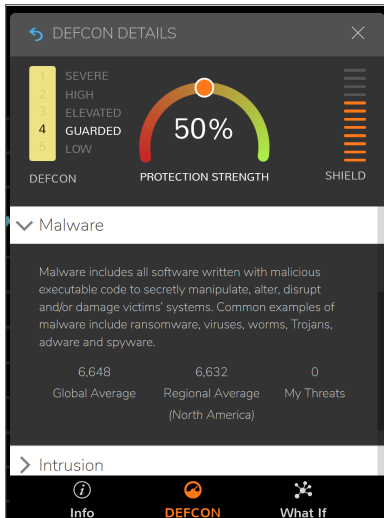 DEFCON DETAILS
1 SEVERE
2 HIGH
3 ELEVATED
4 GUARDED
5 LOW
DEFCON
50%
PROTECTION STRENGTH
SHIELD
Malware
Malware includes all software written with malicious
executable code to secretly manipulate, alter, disrupt
and/or damage victims' systems. Common examples of
malware include ransomware, viruses, worms, Trojans,
adware and spyware.
6,648 6,632 0
Global Average Regional Average My Threats
(North America)
Intrusion
Info DEFCON What If